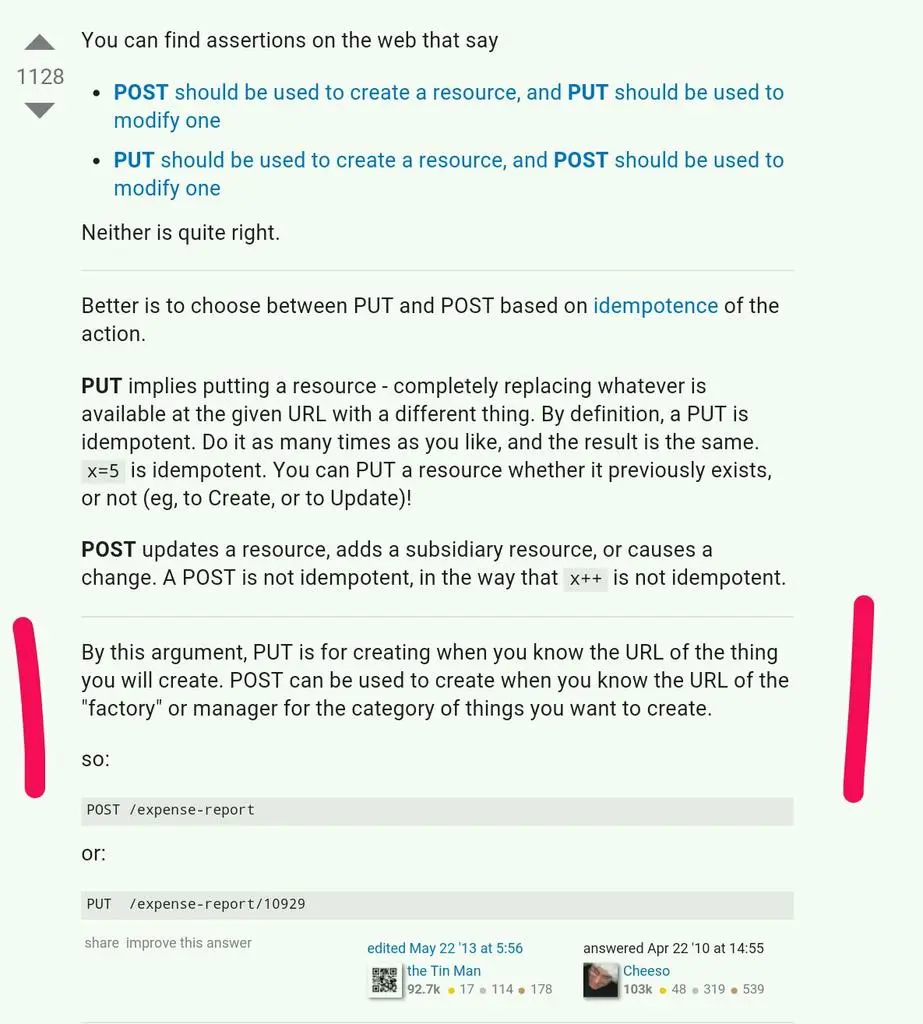 You can find assertions on the web that say
1128
• POST should be used to create a resource, and PUT should be used to
modify one
• PUT should be used to create a resource, and POST should be used to
modify one
Neither is quite right.
Better is to choose between PUT and POST based on idempotence of the
action.
PUT implies putting a resource - completely replacing whatever is
available at the given URL with a different thing. By definition, a PUT is
idempotent. Do it as many times as you like, and the result is the same.
x=5 is idempotent. You can PUT a resource whether it previously exists,
or not (eg, to Create, or to Update)!
POST updates a resource, adds a subsidiary resource, or causes a
change. A POST is not idempotent, in the way that x++ is not idempotent.
By this argument, PUT is for creating when you know the URL of the thing
you will create. POST can be used to create when you know the URL of the
"factory" or manager for the category of things you want to create.
so:
POST /expense-report
or:
PUT  /expense-report/10929
share improve this answer
edited May 22 '13 at 5:56
the Tin Man
92.7k ● 17 ● 114 ● 178
answered Apr 22 '10 at 14:55
Cheeso
103k ● 48 ● 319 ● 539